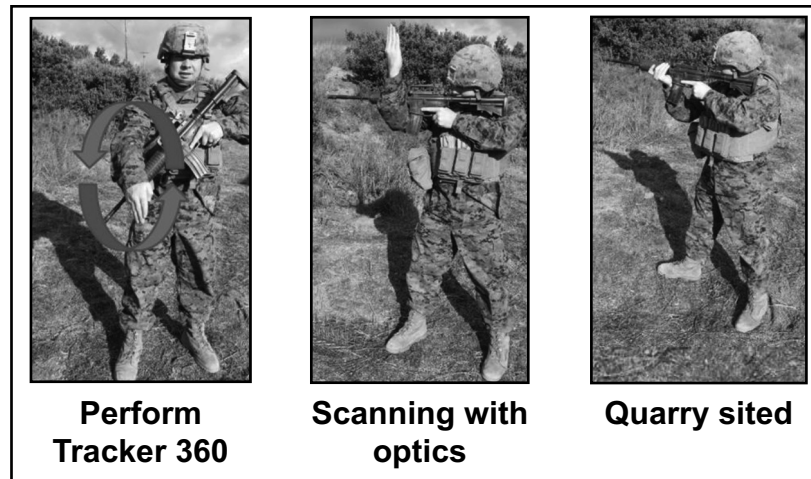 Perform
Tracker 360
Scanning with
optics
Quarry sited